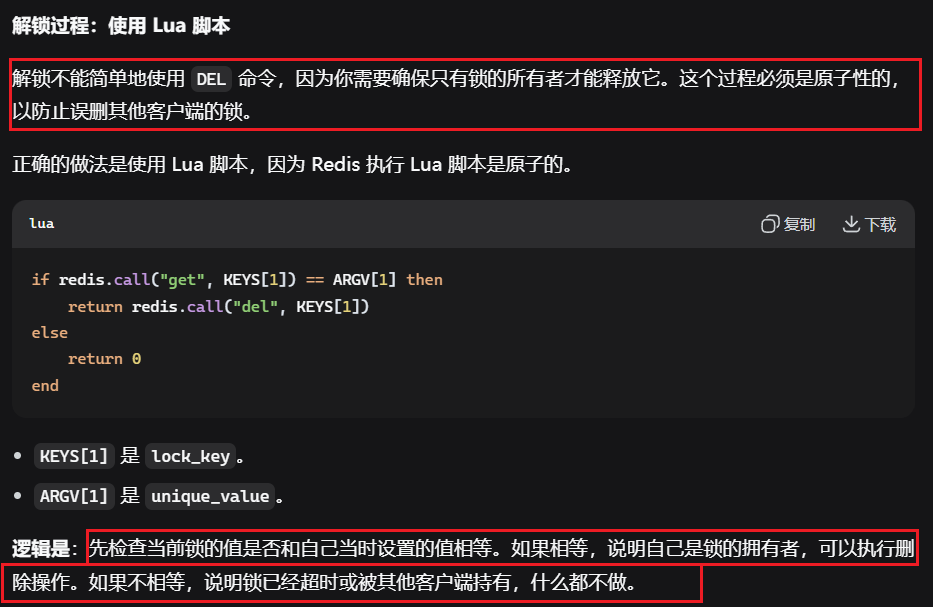 解锁过程：使用 Lua 脚本
解锁不能简单地使用 DEL 命令，因为你需要确保只有锁的所有者才能释放它。这个过程必须是原子性的，
以防止误删其他客户端的锁。
正确的做法是使用 Lua 脚本，因为 Redis 执行 Lua 脚本是原子的。
lua 复制 下载
if redis.call("get", KEYS[1]) == ARGV[1] then
    return redis.call("del", KEYS[1])
else
    return 0
end
• KEYS[1] 是 lock_key。
• ARGV[1] 是 unique_value。
逻辑是：先检查当前锁的值是否和自己当时设置的值相等。如果相等，说明自己是锁的拥有者，可以执行删
除操作。如果不相等，说明锁已经超时或被其他客户端持有，什么都不做。